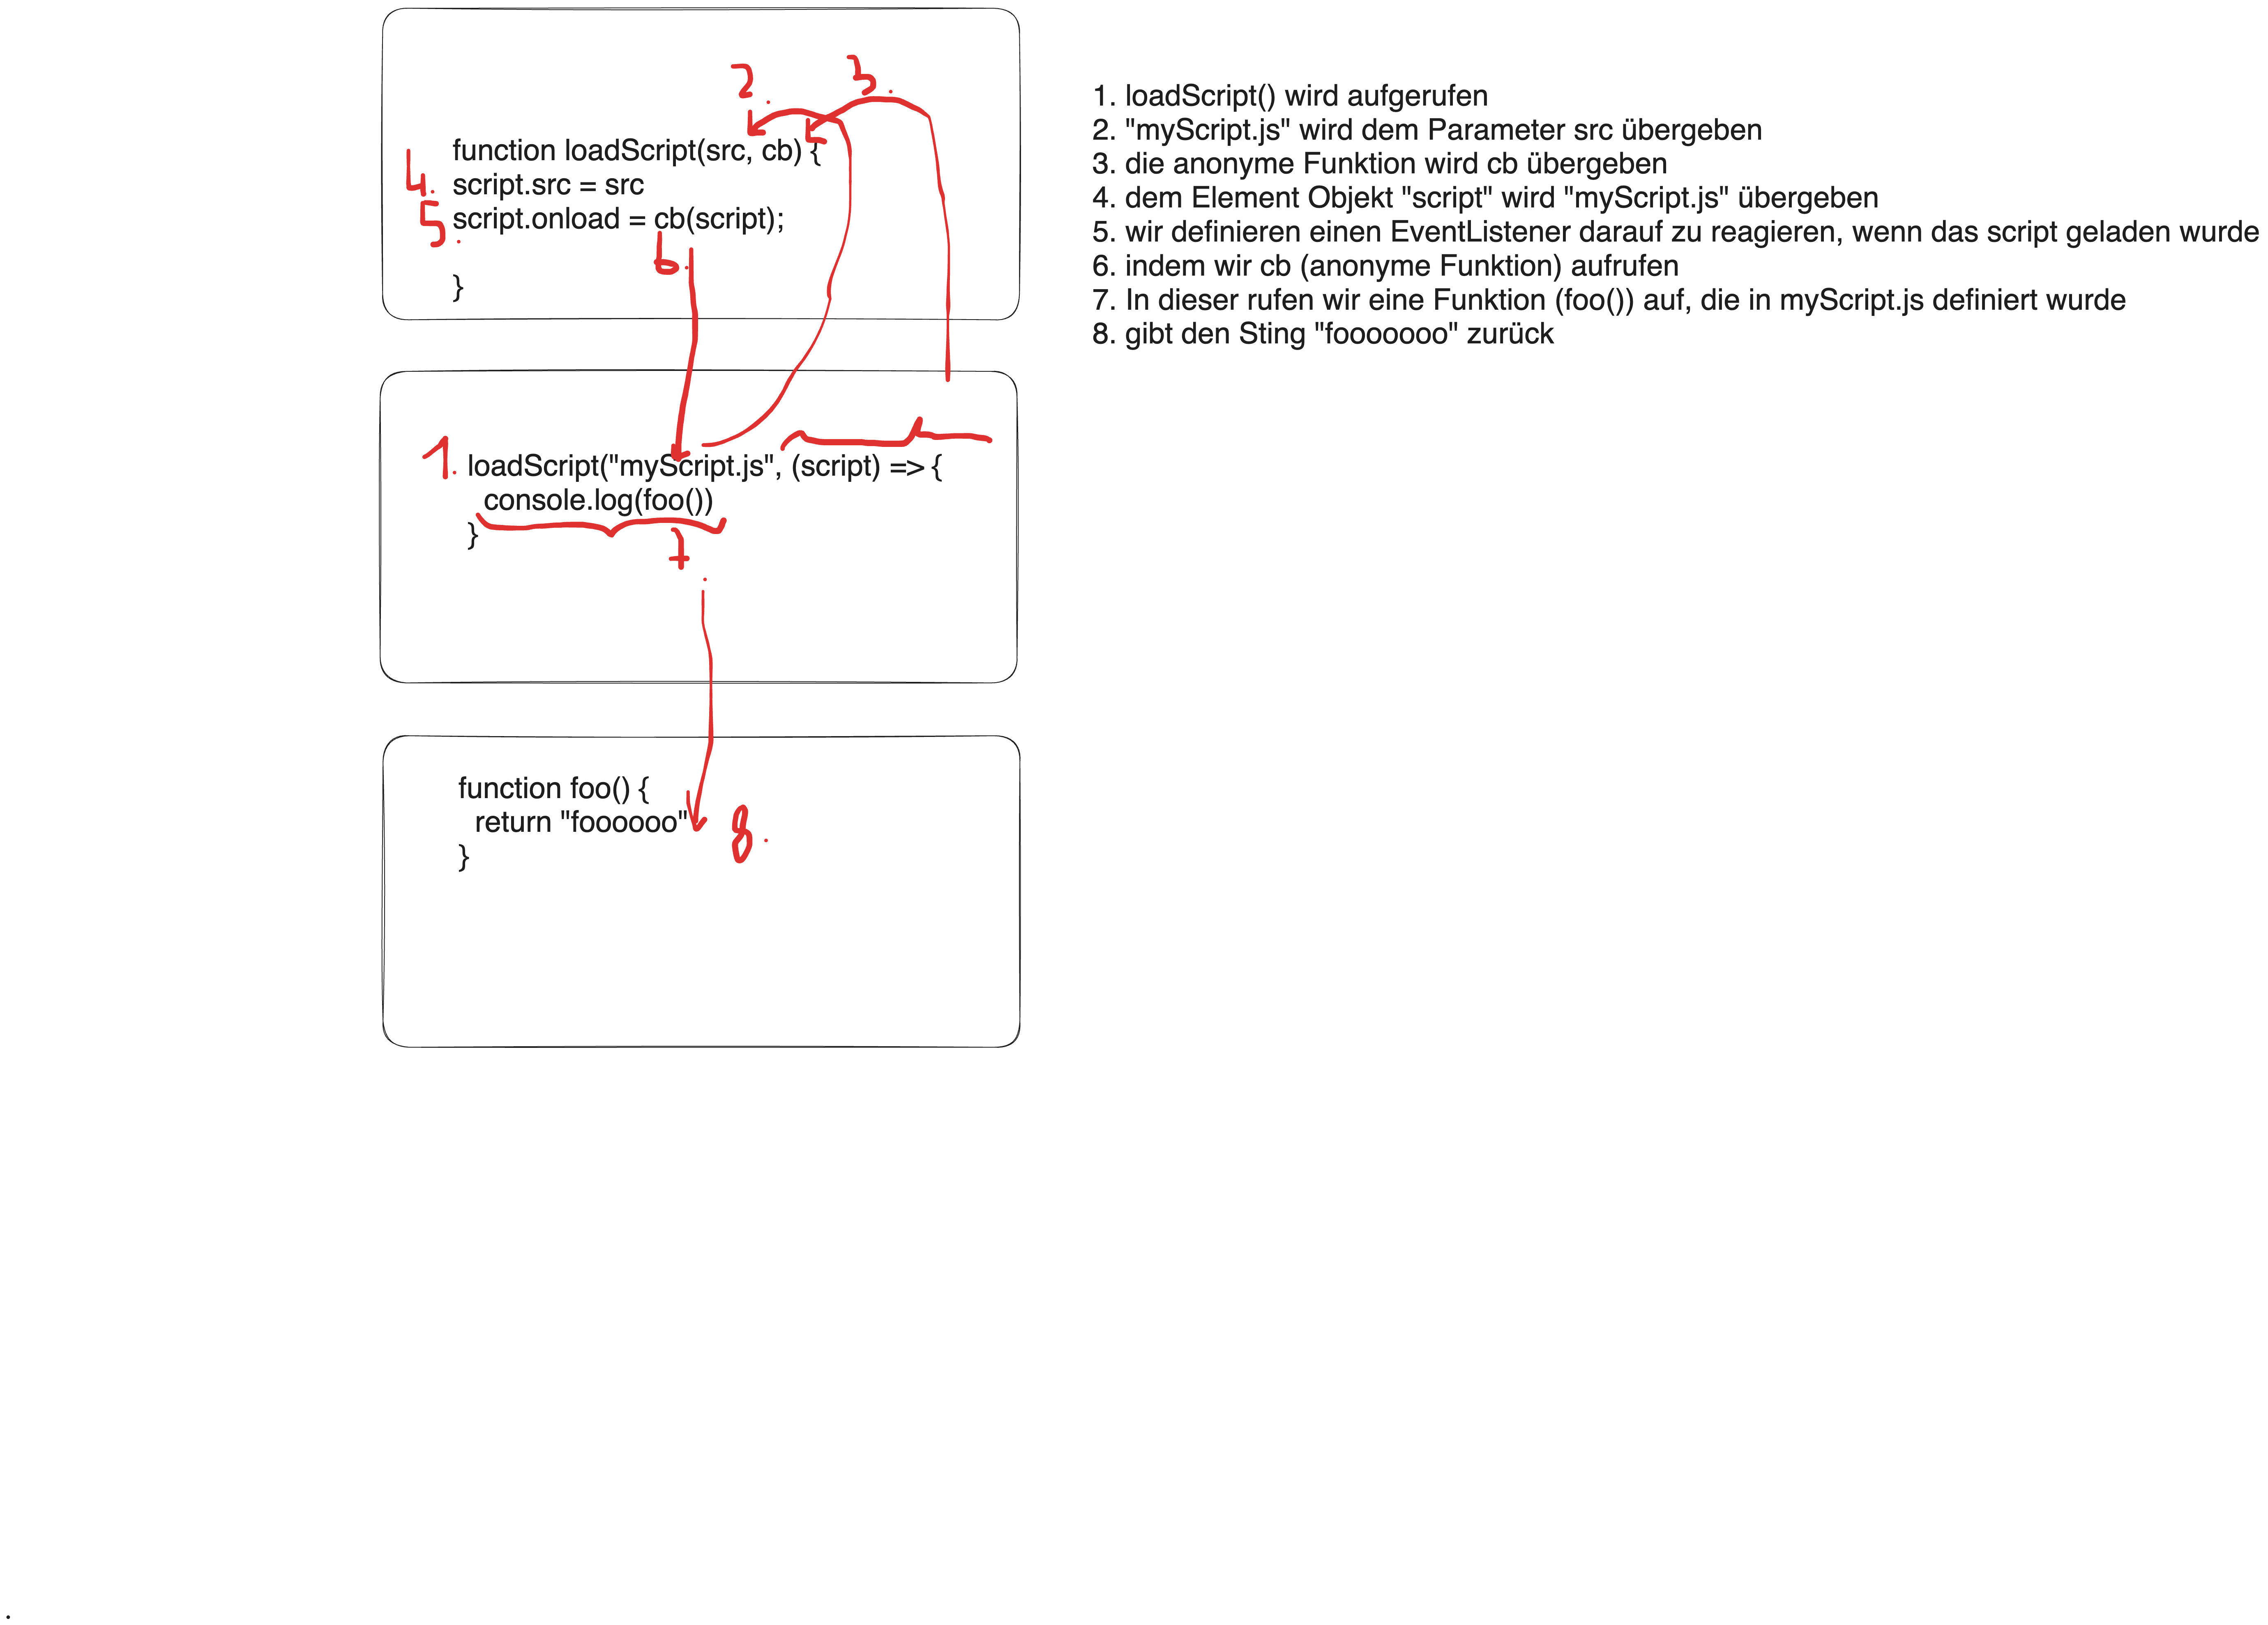 2.
3.
function loadScript(src, cb) {
4. script.src = src
5. script.onload = cb(script);
6.
}
1. loadScript("myScript.js", (script) => {
console.log(foo())
}
7.
function foo() {
return "foooooo"
8.
}
1. loadScript() wird aufgerufen
2. "myScript.js" wird dem Parameter src übergeben
3. die anonyme Funktion wird cb übergeben
4. dem Element Objekt "script" wird "myScript.js" übergeben
5. wir definieren einen EventListener darauf zu reagieren, wenn das script geladen wurde
6. indem wir cb (anonyme Funktion) aufrufen
7. In dieser rufen wir eine Funktion (foo()) auf, die in myScript.js definiert wurde
8. gibt den Sting "fooooooo" zurück
.